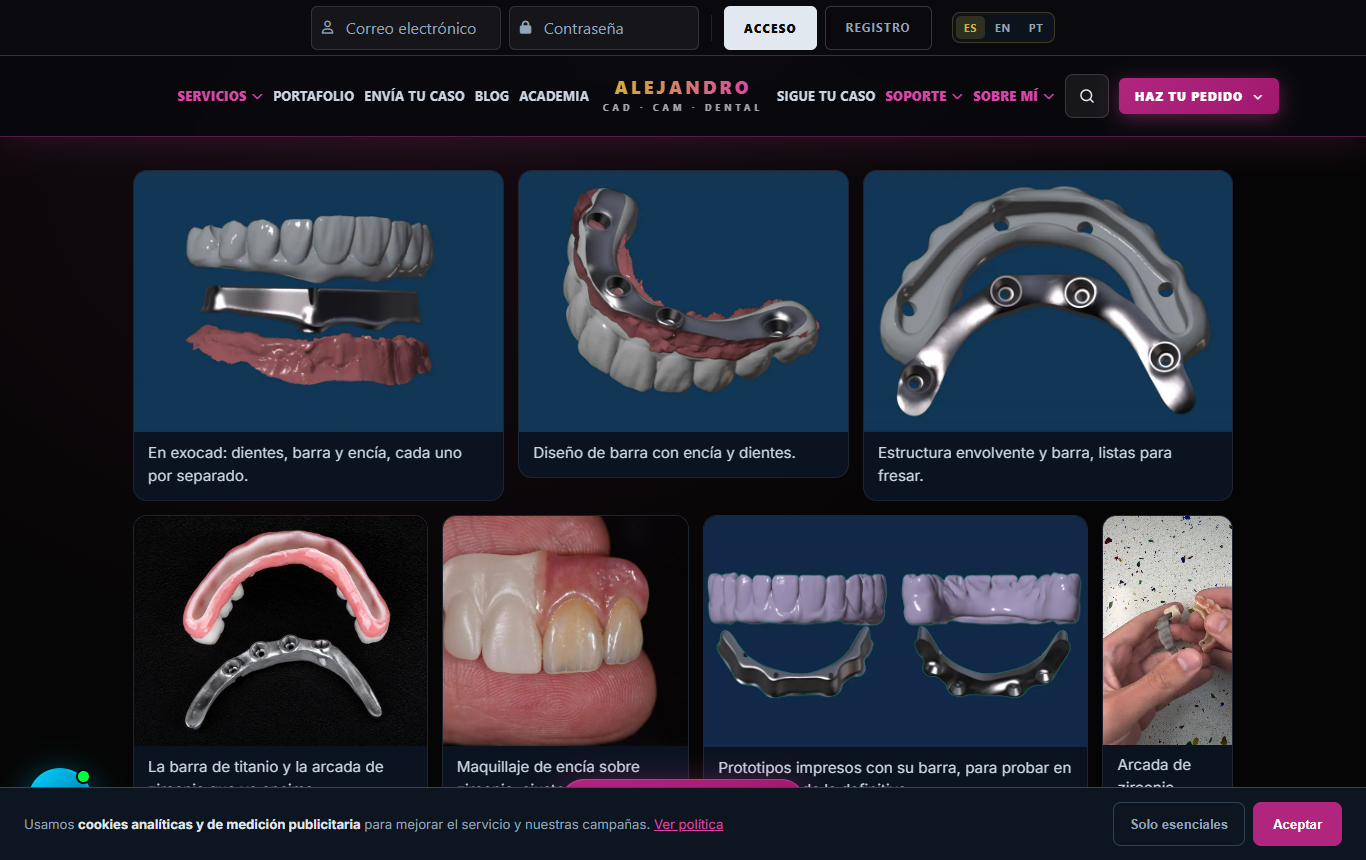 Correo electrónico
Contraseña
ACCESO
REGISTRO
ES EN PT
SERVICIOS
PORTAFOLIO
ENVÍA TU CASO
BLOG
ACADEMIA
ALEJANDRO
CAD · CAM · DENTAL
SIGUE TU CASO
SOPORTE
SOBRE MÍ
HAZ TU PEDIDO
En exocad: dientes, barra y encía, cada uno
por separado.
Diseño de barra con encía y dientes.
Estructura envolvente y barra, listas para
fresar.
La barra de titanio y la arcada de
Maquillaje de encía sobre
Prototipos impresos con su barra, para probar en
Arcada de
Usamos cookies analíticas y de medición publicitaria para mejorar el servicio y nuestras campañas. Ver política
Solo esenciales
Aceptar